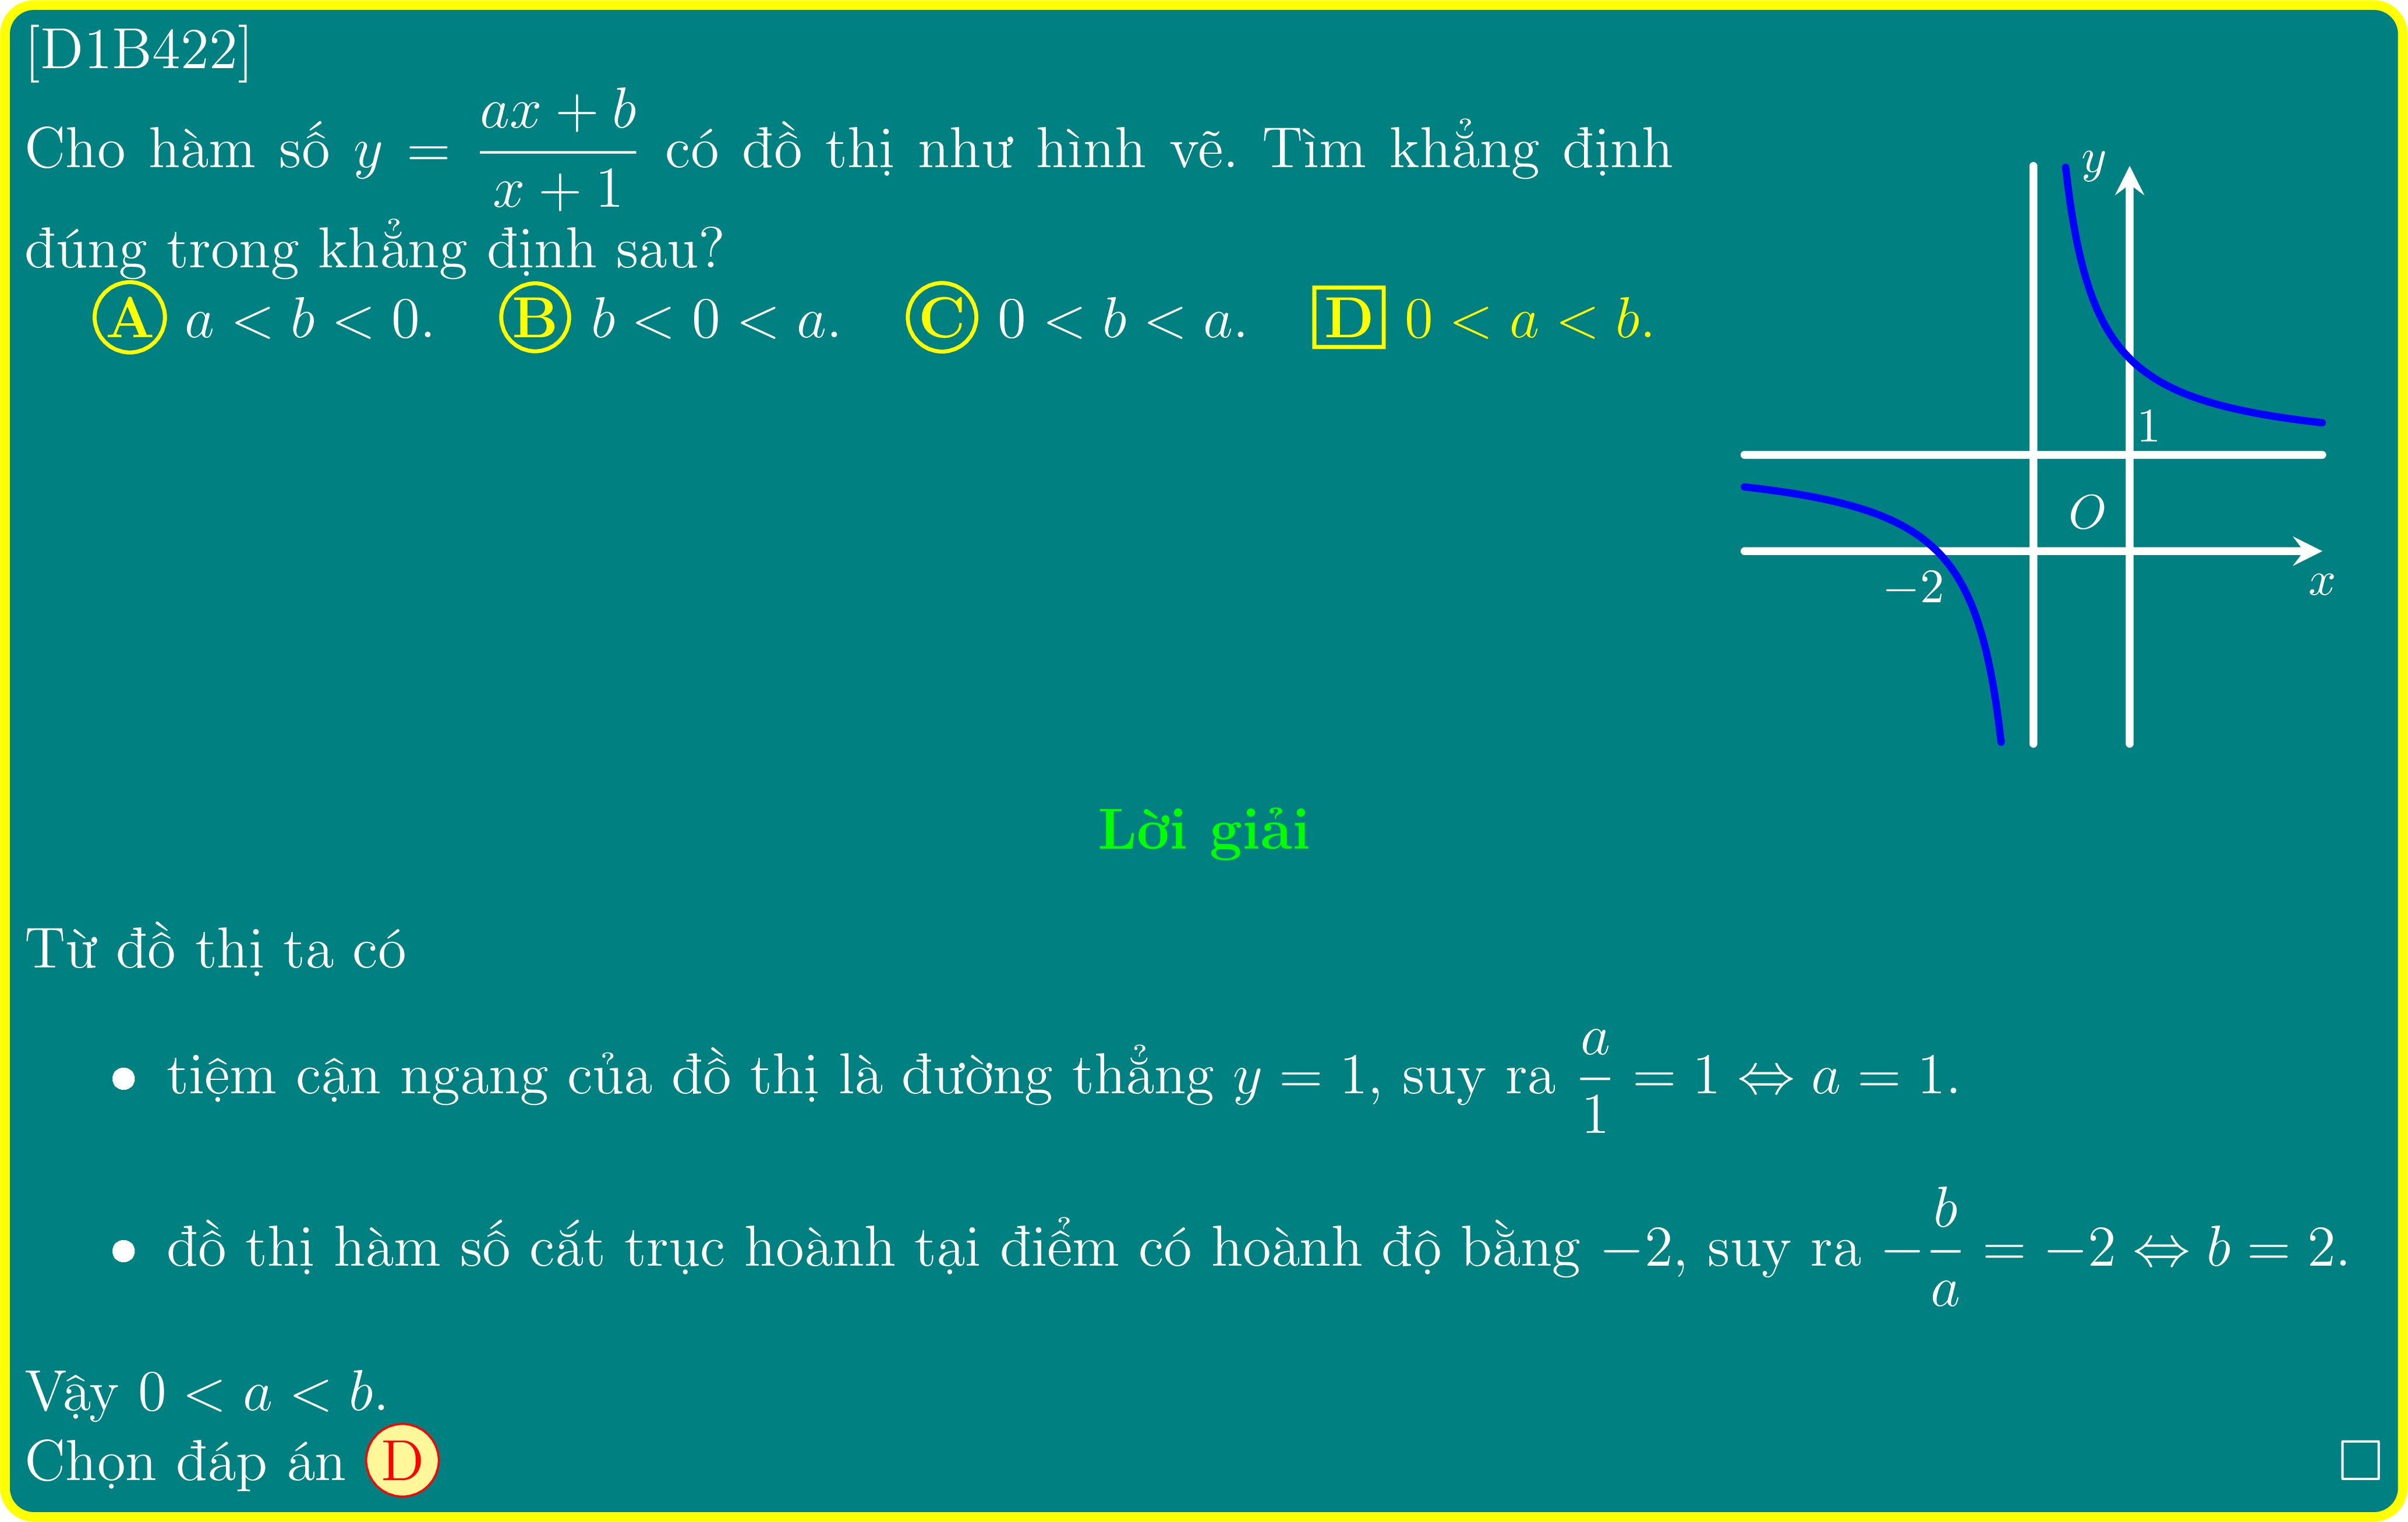 [D1B422]
Cho hàm số y = \frac{ax + b}{x + 1} có đồ thị như hình vẽ. Tìm khẳng định
đúng trong khẳng định sau?
A a < b < 0. B b < 0 < a. C 0 < b < a. D 0 < a < b.
y
1
O
−2
x
Lời giải
Từ đồ thị ta có
• tiệm cận ngang của đồ thị là đường thẳng y = 1, suy ra \frac{a}{1} = 1 ⇔ a = 1.
• đồ thị hàm số cắt trục hoành tại điểm có hoành độ bằng −2, suy ra −\frac{b}{a} = −2 ⇔ b = 2.
Vậy 0 < a < b.
Chọn đáp án D □